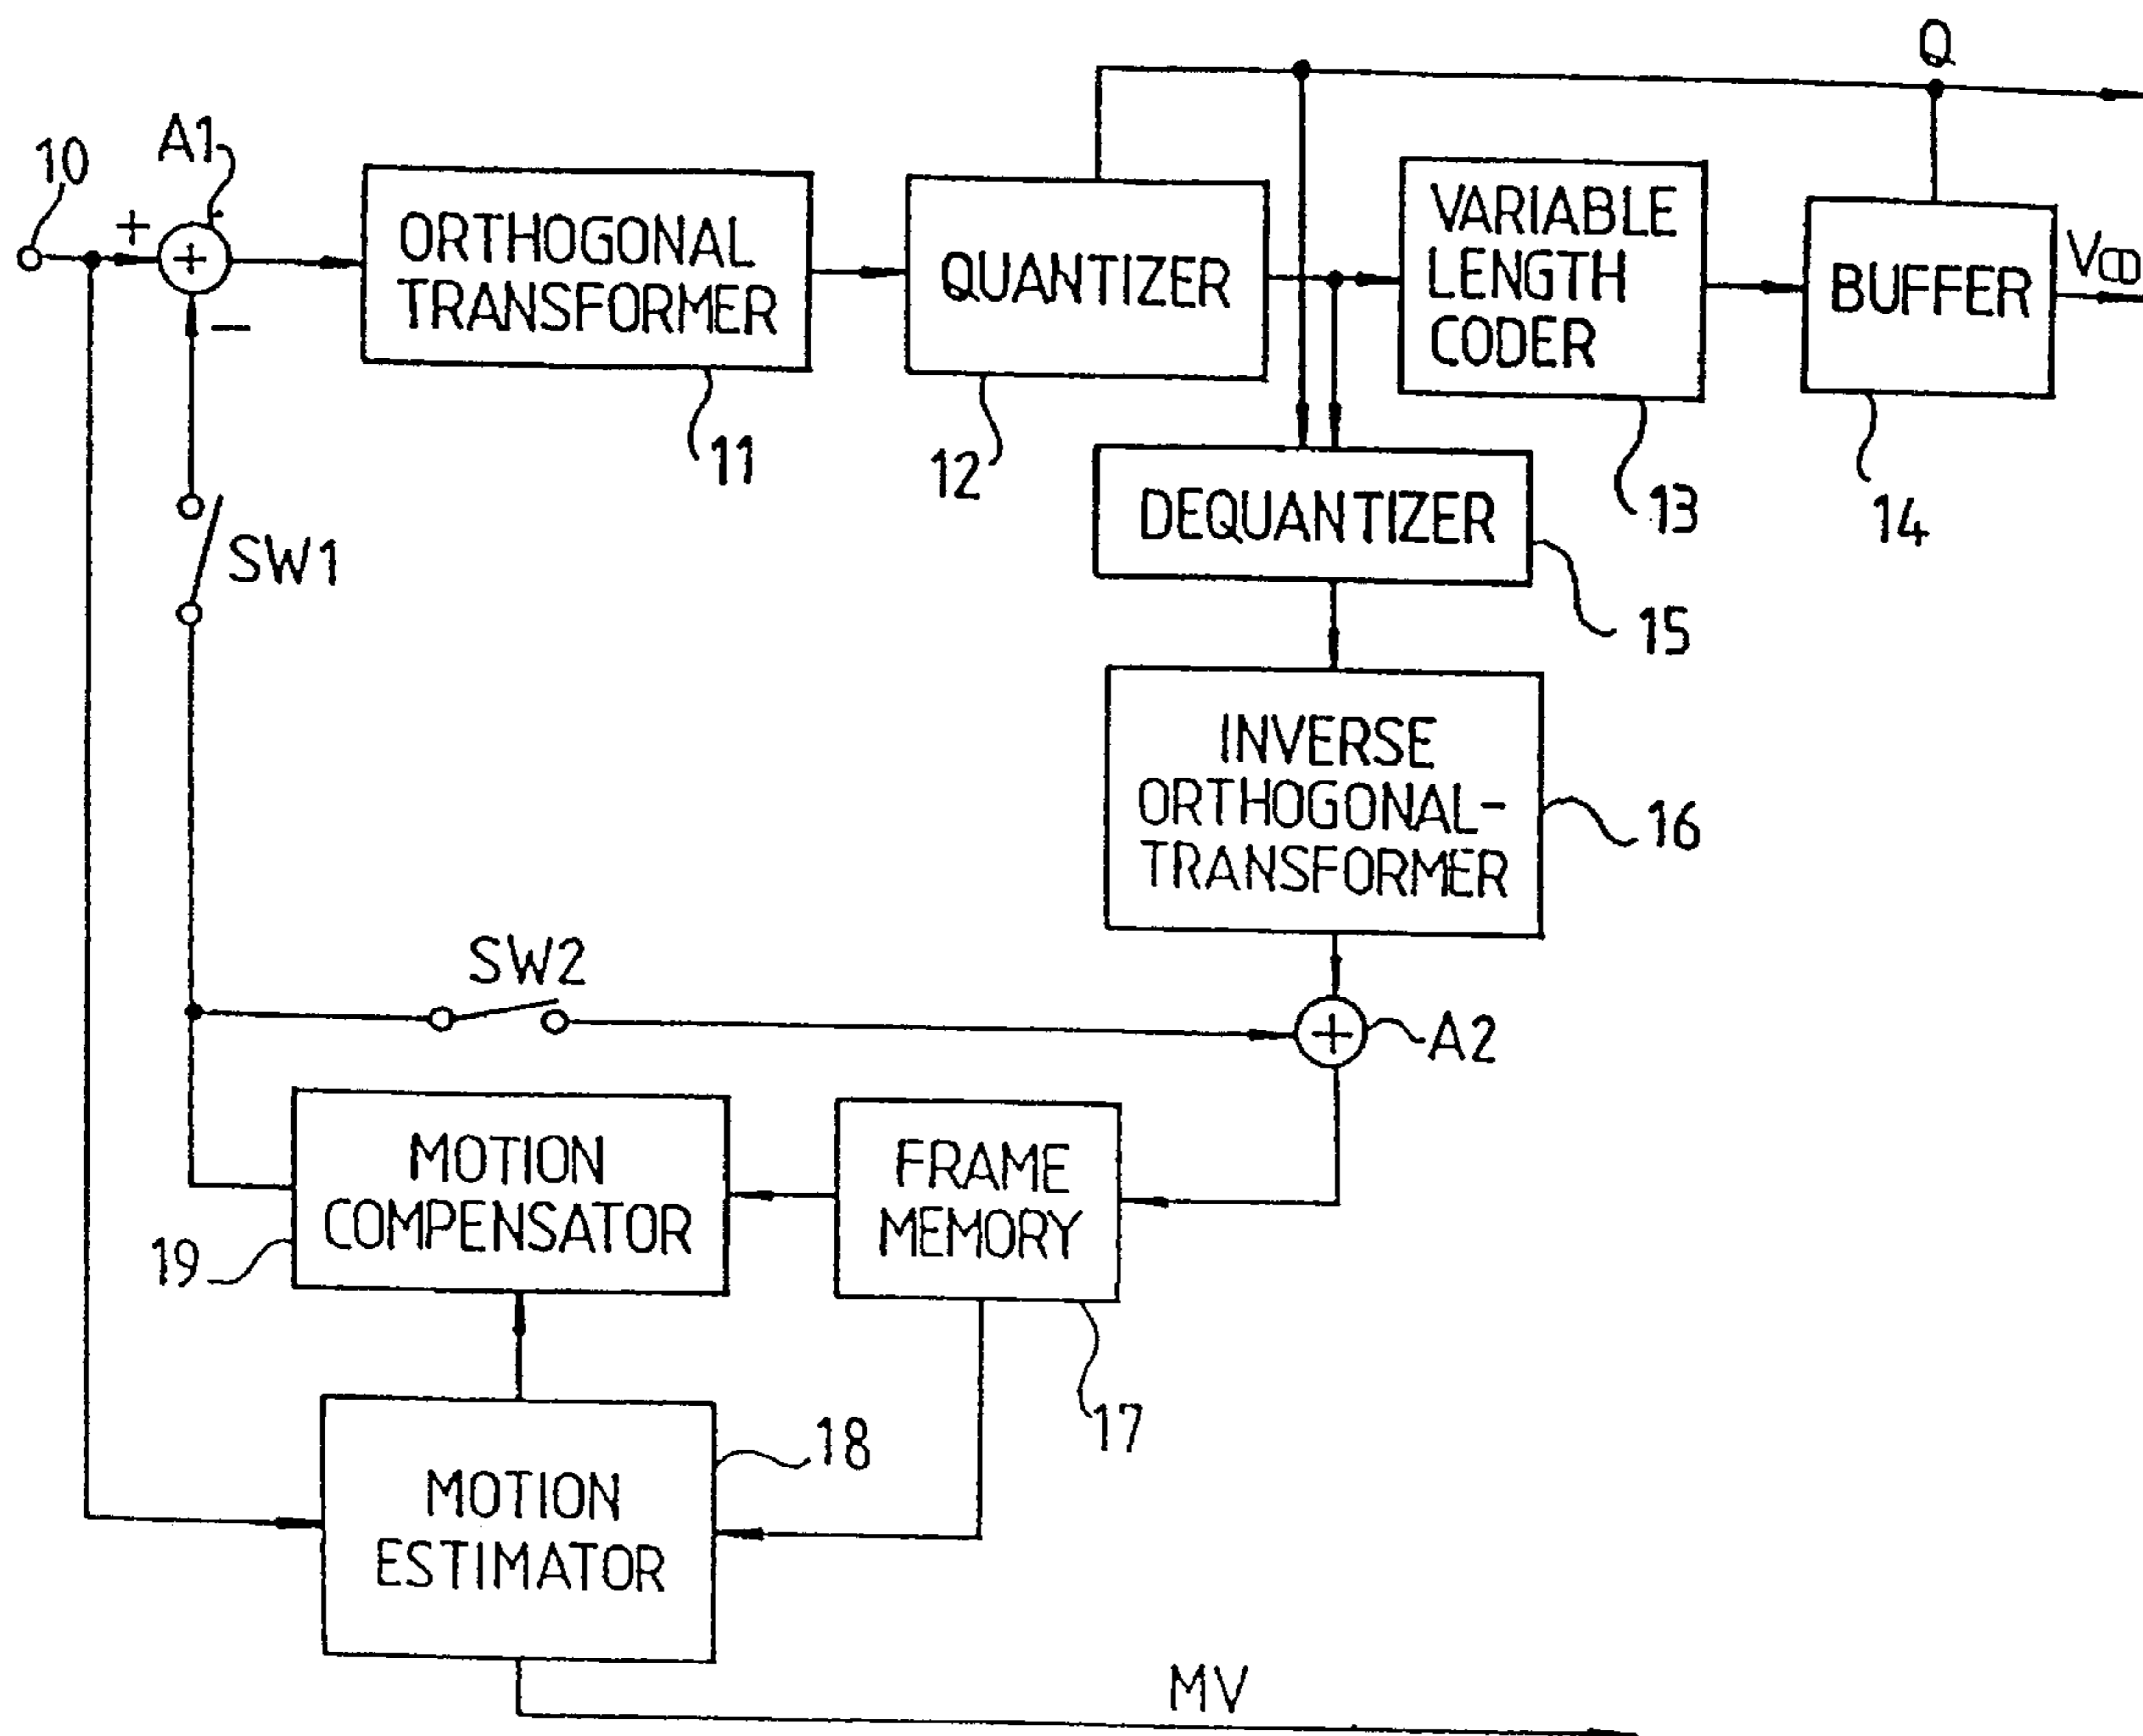 Q
10
A1
+
+
−
ORTHOGONAL
TRANSFORMER
11
QUANTIZER
12
VARIABLE
LENGTH
CODER
13
BUFFER
14
DEQUANTIZER
15
SW1
INVERSE
ORTHOGONAL-
TRANSFORMER
16
SW2
+
A2
MOTION
COMPENSATOR
19
FRAME
MEMORY
17
MOTION
ESTIMATOR
18
MV